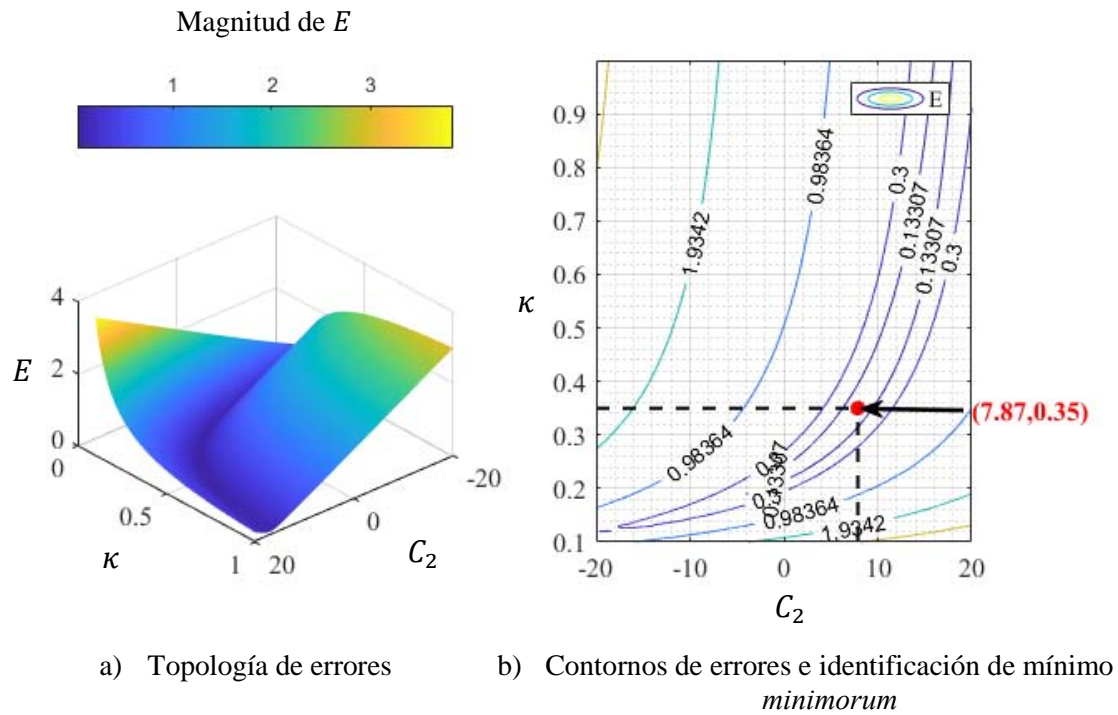 Magnitud de E
1 2 3
4
2
E
0
0
0.5
κ
1 20
0
C₂
-20
a) Topología de errores
E
0.9
0.8
0.7
0.6
κ
0.5
0.4
0.3
0.2
0.1
-20 -10 0 10 20
C₂
1.9342
0.98364
0.3
0.13307
0.13307
0.3
(7.87,0.35)
0.98364
0.98364
1.9342
b) Contornos de errores e identificación de mínimo
minimorum